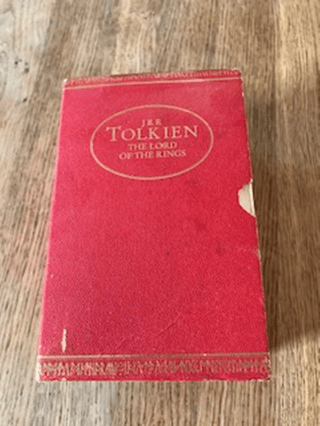 J.R.R.
TOLKIEN
THE LORD
OF THE RINGS